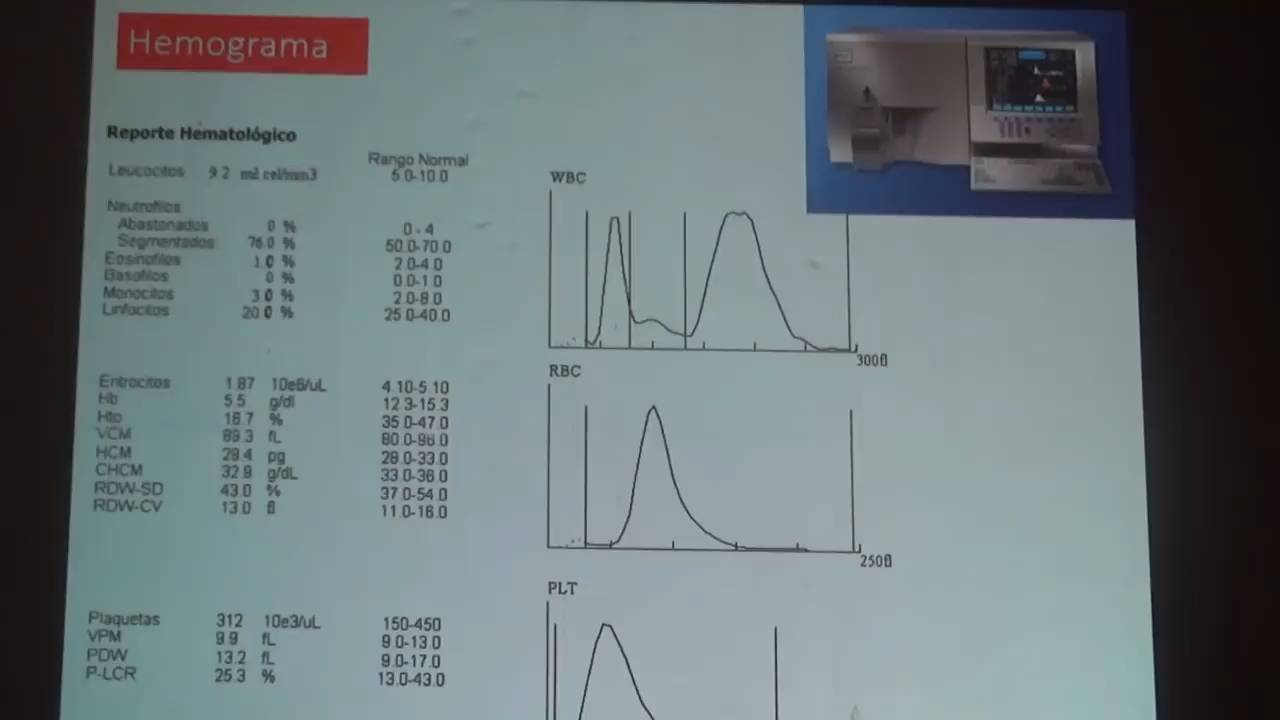 Hemograma
Reporte Hematológico
Rango Normal
Leucocitos 9.2 mil cel/mm3 5.0-10.0
Neutrofilos
Abastonados 0 % 0 - 4
Segmentados 76.0 % 50.0-70.0
Eosinofilos 1.0 % 2.0-4.0
Basofilos 0 % 0.0-1.0
Monocitos 3.0 % 2.0-8.0
Linfocitos 20.0 % 25.0-40.0
Eritrocitos 1.87 10e6/uL 4.10-5.10
Hb 5.5 g/dl 12.3-15.3
Hto 16.7 % 35.0-47.0
VCM 89.3 fL 80.0-96.0
HCM 29.4 pg 28.0-33.0
CHCM 32.9 g/dL 33.0-36.0
RDW-SD 43.0 % 37.0-54.0
RDW-CV 13.0 fl 11.0-16.0
Plaquetas 312 10e3/uL 150-450
VPM 9.9 fL 9.0-13.0
PDW 13.2 fL 9.0-17.0
P-LCR 25.3 % 13.0-43.0
WBC
300fl
RBC
250fl
PLT